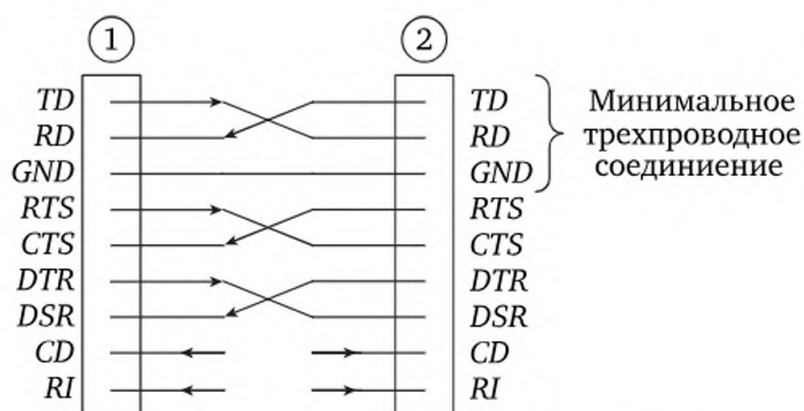 1 2
TD TD
RD RD
GND GND
RTS RTS
CTS CTS
DTR DTR
DSR DSR
CD CD
RI RI
Минимальное
трехпроводное
соединиение